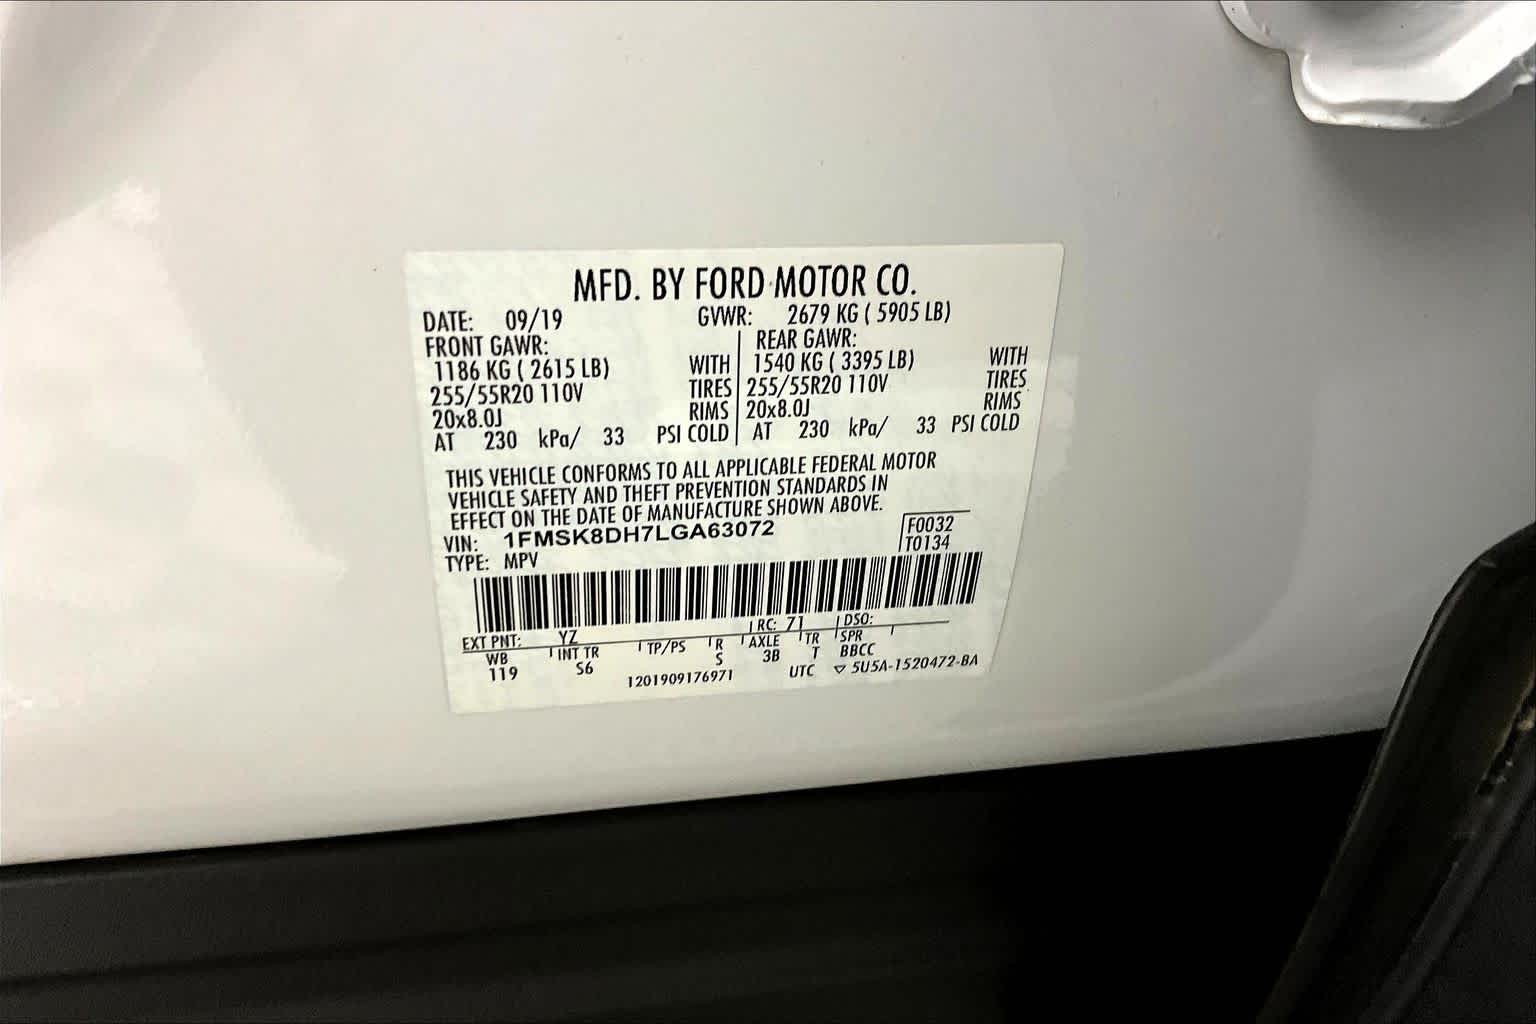 MFD. BY FORD MOTOR CO.
DATE: 09/19 GVWR: 2679 KG ( 5905 LB)
FRONT GAWR: REAR GAWR:
1186 KG ( 2615 LB) WITH 1540 KG ( 3395 LB) WITH
255/55R20 110V TIRES 255/55R20 110V TIRES
20x8.0J RIMS 20x8.0J RIMS
AT 230 kPa/ 33 PSI COLD AT 230 kPa/ 33 PSI COLD
THIS VEHICLE CONFORMS TO ALL APPLICABLE FEDERAL MOTOR
VEHICLE SAFETY AND THEFT PREVENTION STANDARDS IN
EFFECT ON THE DATE OF MANUFACTURE SHOWN ABOVE.
VIN: 1FMSK8DH7LGA63072 F0032
TYPE: MPV T0134
EXT PNT: YZ RC: 71 DSO:
WB INT TR TP/PS R AXLE TR SPR
119 S6 S 3B T BBCC
1201909176971 UTC ▽ 5U5A-1520472-BA